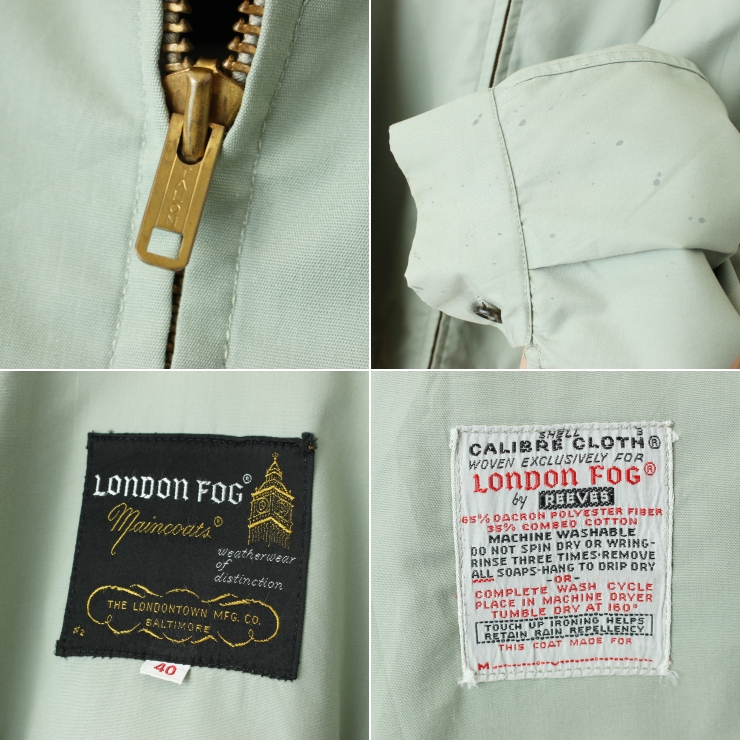 TALON
LONDON FOG®
Maincoats®
weatherwear
of
distinction
THE LONDONTOWN MFG. CO.
BALTIMORE
40
SHELL
CALIBRE CLOTH®
WOVEN EXCLUSIVELY FOR
LONDON FOG®
by REEVES
65% DACRON POLYESTER FIBER
35% COMBED COTTON
MACHINE WASHABLE
DO NOT SPIN DRY OR WRING-
RINSE THREE TIMES·REMOVE
ALL SOAPS-HANG TO DRIP DRY
-OR-
COMPLETE WASH CYCLE
PLACE IN MACHINE DRYER
TUMBLE DRY AT 160°
TOUCH UP IRONING HELPS
RETAIN RAIN REPELLENCY
THIS COAT MADE FOR
M